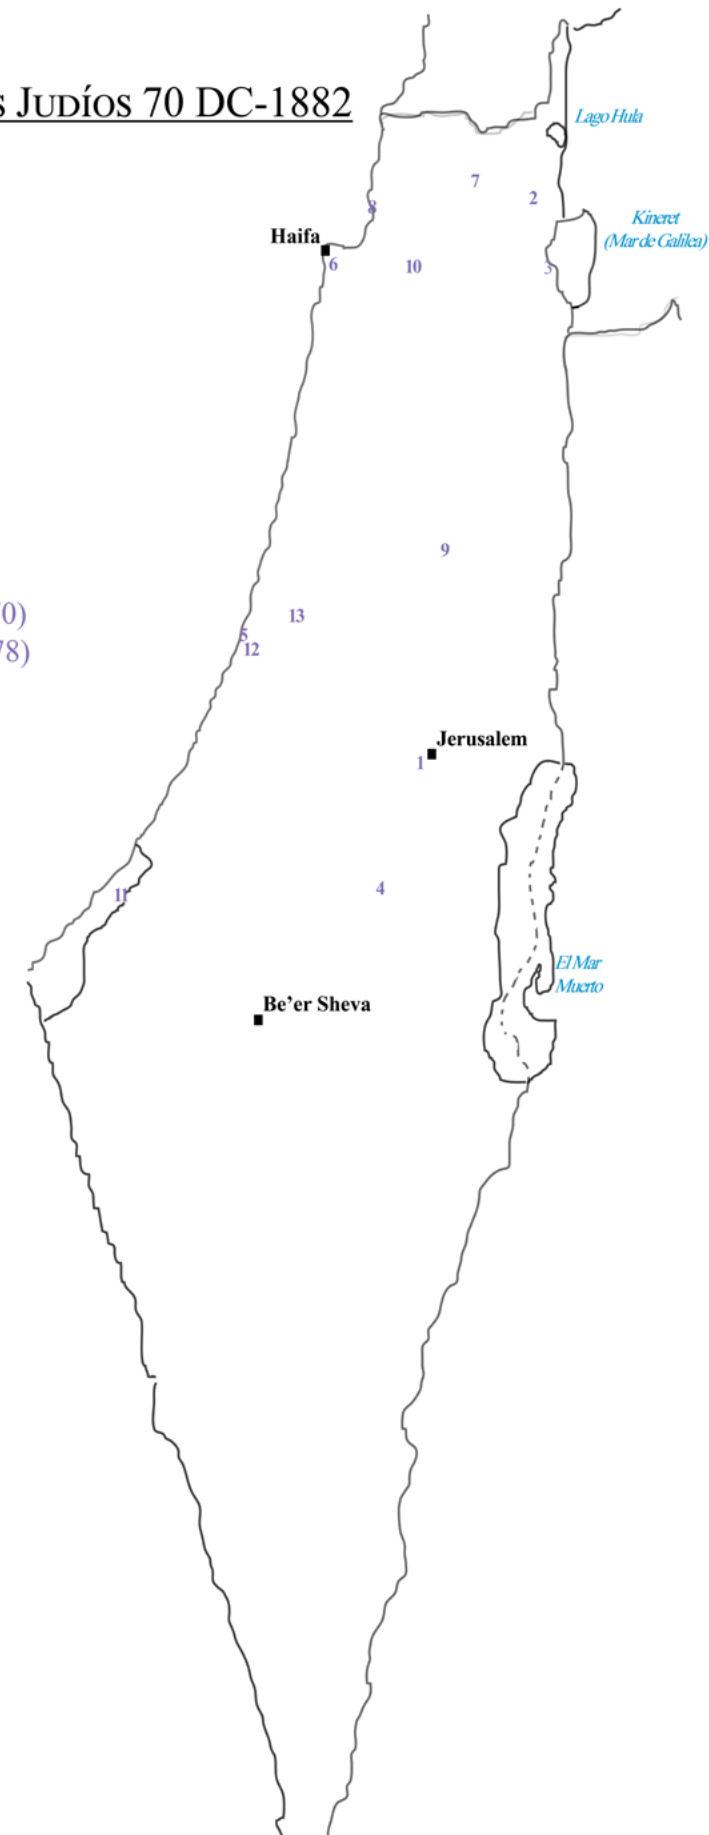 s Judíos 70 DC-1882
Lago Hula
7
2
8
Kineret
(Mar de Galilea)
Haifa
6
10
3
9
0)
13
5
78)
12
Jerusalem
1
4
11
El Mar
Muerto
Be’er Sheva